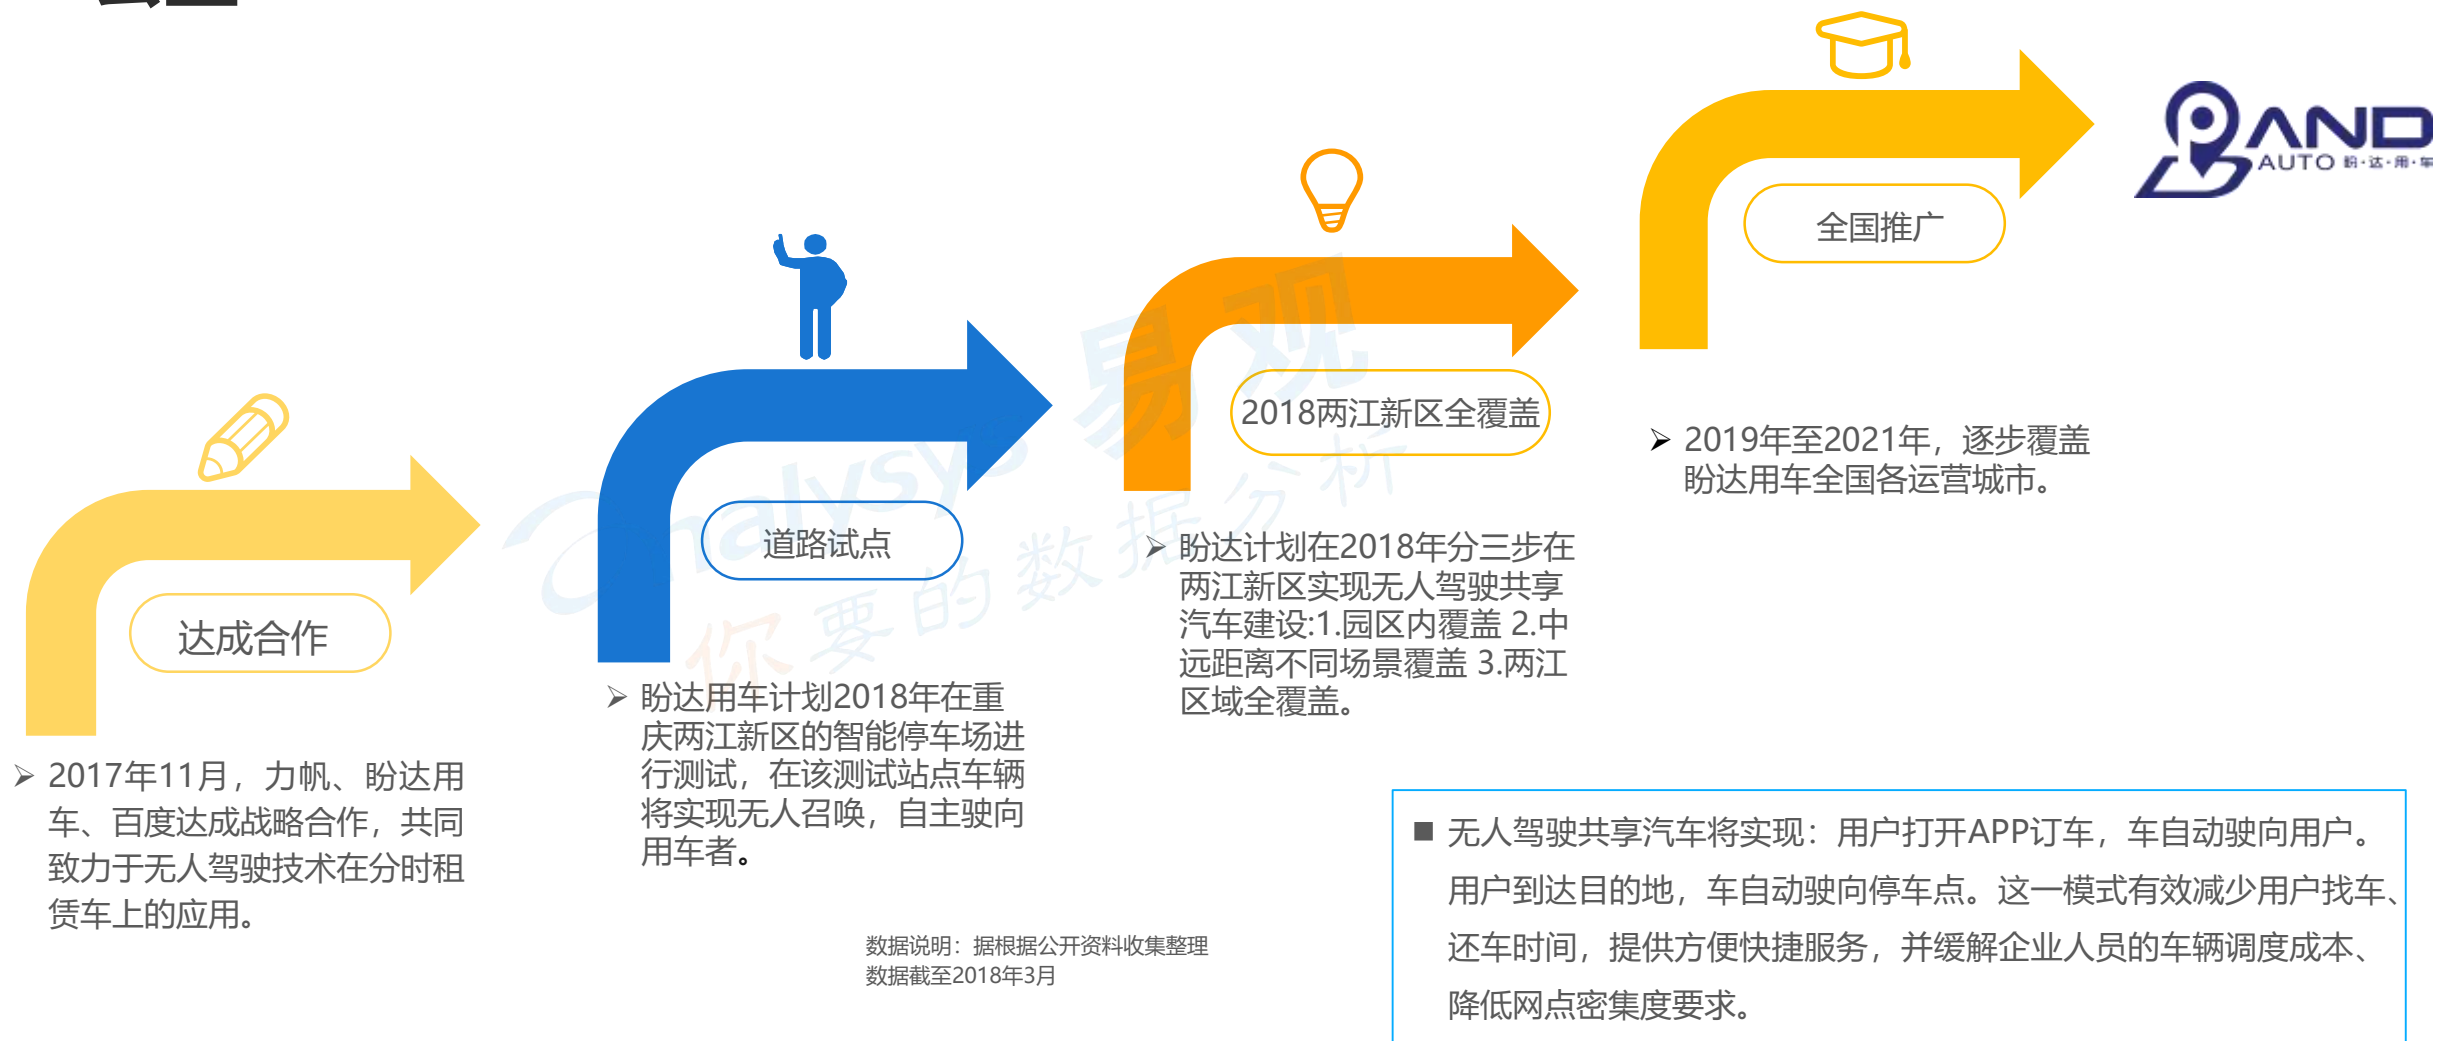 达成合作
2017年11月，力帆、盼达用
车、百度达成战略合作，共同
致力于无人驾驶技术在分时租
赁车上的应用。
道路试点
盼达用车计划2018年在重
庆两江新区的智能停车场进
行测试，在该测试站点车辆
将实现无人召唤，自主驶向
用车者。
2018两江新区全覆盖
盼达计划在2018年分三步在
两江新区实现无人驾驶共享
汽车建设:1.园区内覆盖 2.中
远距离不同场景覆盖 3.两江
区域全覆盖。
全国推广
2019年至2021年，逐步覆盖
盼达用车全国各运营城市。
PAND
AUTO 盼·达·用·车
无人驾驶共享汽车将实现：用户打开APP订车，车自动驶向用户。
用户到达目的地，车自动驶向停车点。这一模式有效减少用户找车、
还车时间，提供方便快捷服务，并缓解企业人员的车辆调度成本、
降低网点密集度要求。
数据说明：据根据公开资料收集整理
数据截至2018年3月
analysys 易观
你要的数据分析